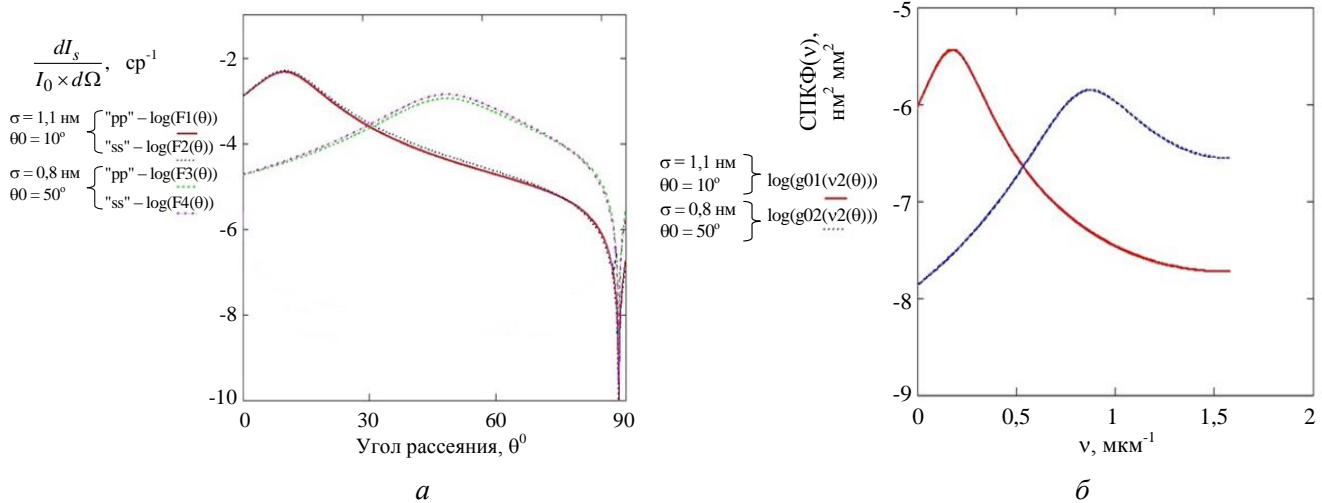 dI_s
I_0 × dΩ , ср⁻¹
σ = 1,1 нм
θ0 = 10°
"pp" – log(F1(θ))
"ss" – log(F2(θ))
σ = 0,8 нм
θ0 = 50°
"pp" – log(F3(θ))
"ss" – log(F4(θ))
-2
-4
-6
-8
-10
0
30
60
90
Угол рассеяния, θ⁰
а
СПКФ(ν),
нм² мм²
σ = 1,1 нм
θ0 = 10°
log(g01(ν2(θ)))
σ = 0,8 нм
θ0 = 50°
log(g02(ν2(θ)))
-5
-6
-7
-8
-9
0
0,5
1
1,5
2
ν, мкм⁻¹
б